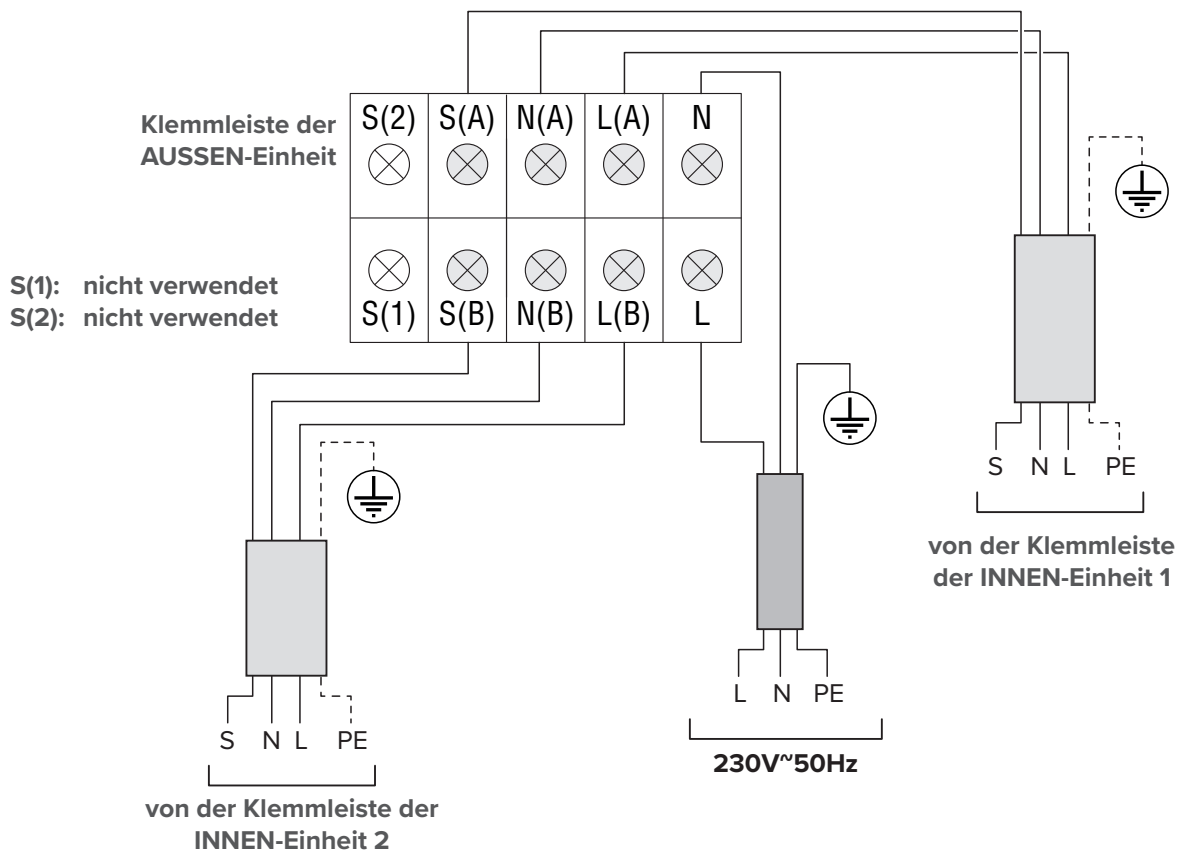 Klemmleiste der
AUSSEN-Einheit
S(2) S(A) N(A) L(A) N
S(1) S(B) N(B) L(B) L
S(1): nicht verwendet
S(2): nicht verwendet
S N L PE
von der Klemmleiste
der INNEN-Einheit 1
L N PE
230V~50Hz
S N L PE
von der Klemmleiste der
INNEN-Einheit 2